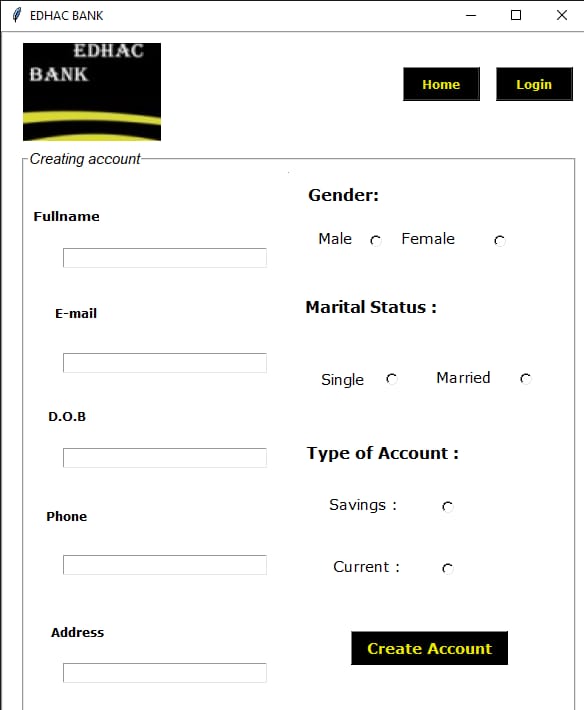 EDHAC BANK
EDHAC
BANK
Home
Login
Creating account
Fullname
E-mail
D.O.B
Phone
Address
Gender:
Male Female
Marital Status :
Single Married
Type of Account :
Savings :
Current :
Create Account